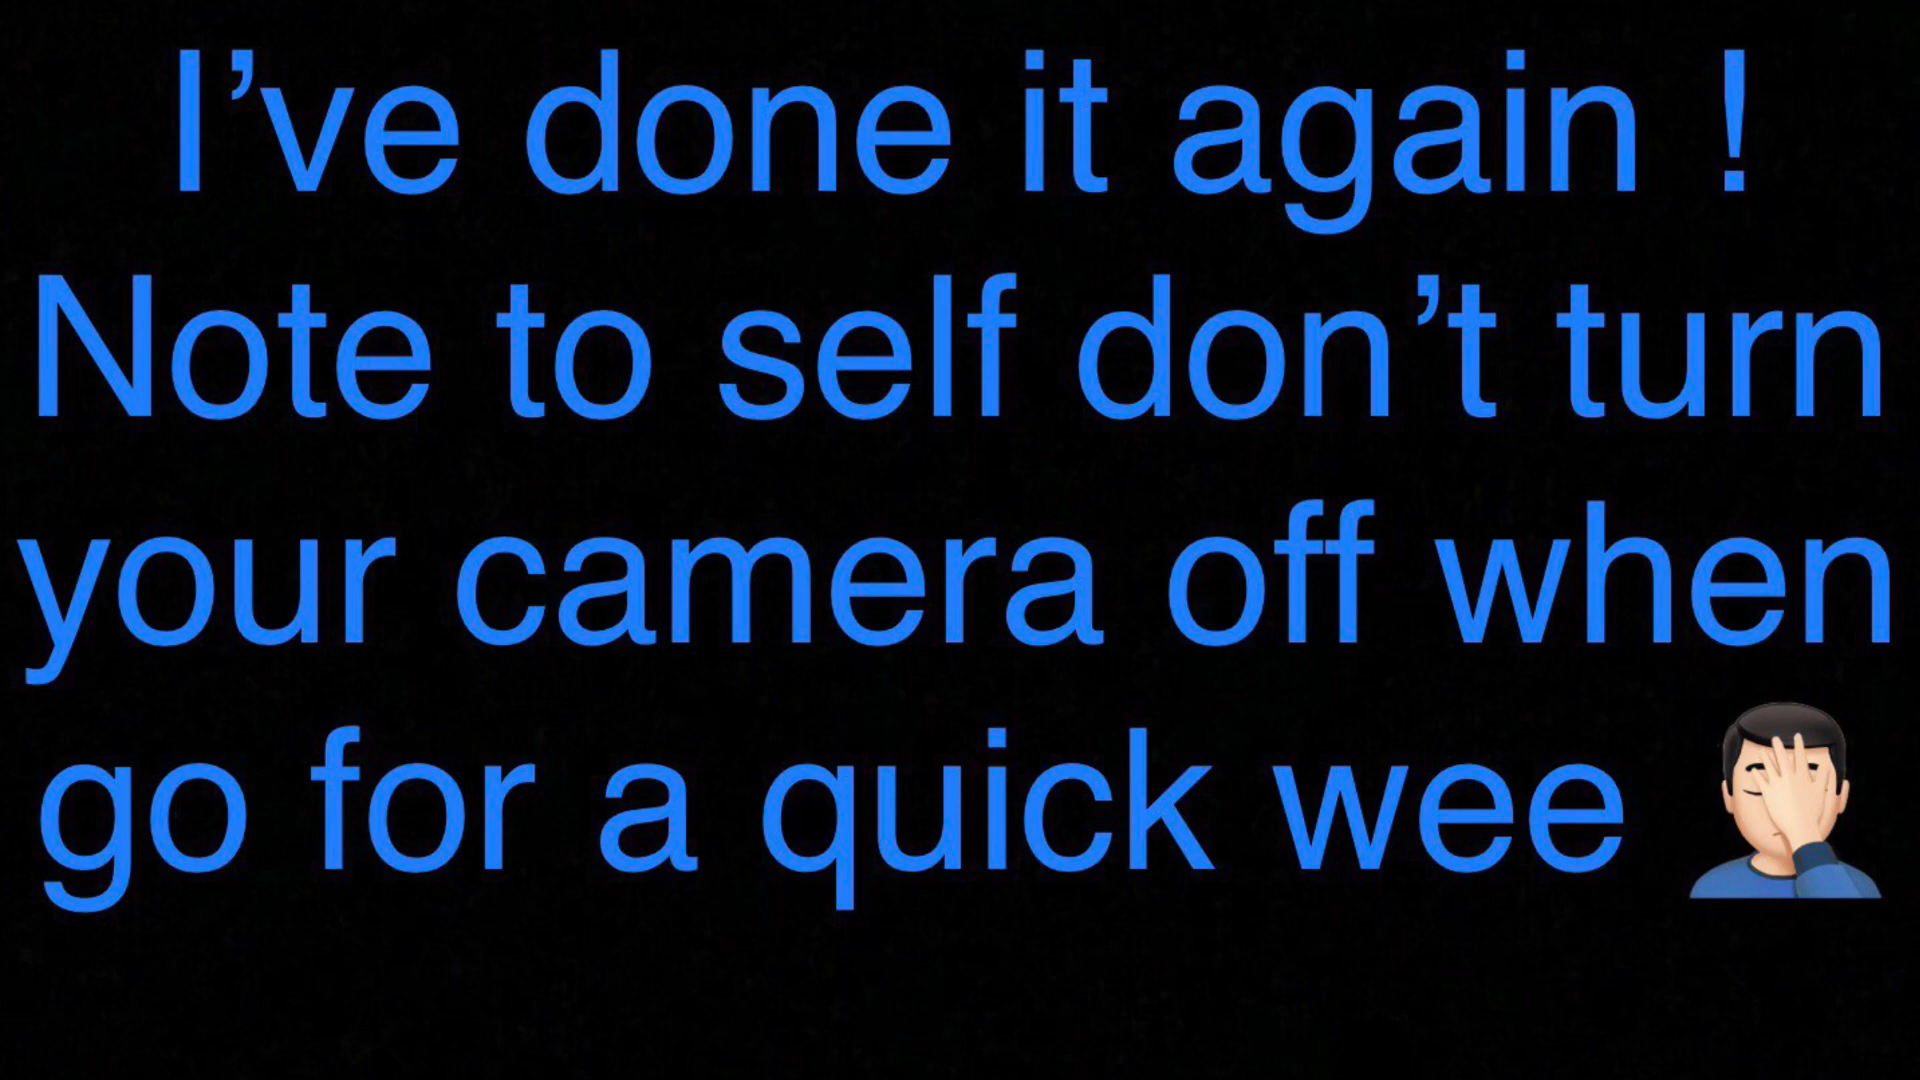 I’ve done it again !
Note to self don’t turn
your camera off when
go for a quick wee 🤦🏻‍♂️